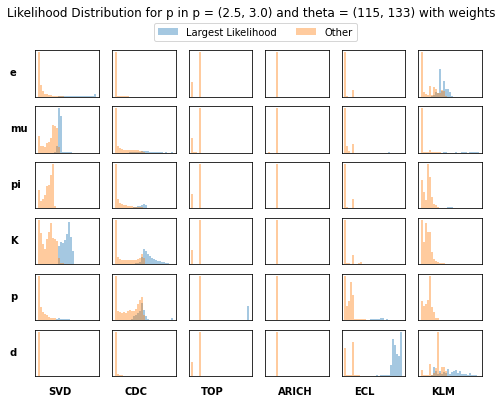 Likelihood Distribution for p in p = (2.5, 3.0) and theta = (115, 133) with weights
Largest Likelihood Other
e
mu
pi
K
p
d
SVD CDC TOP ARICH ECL KLM